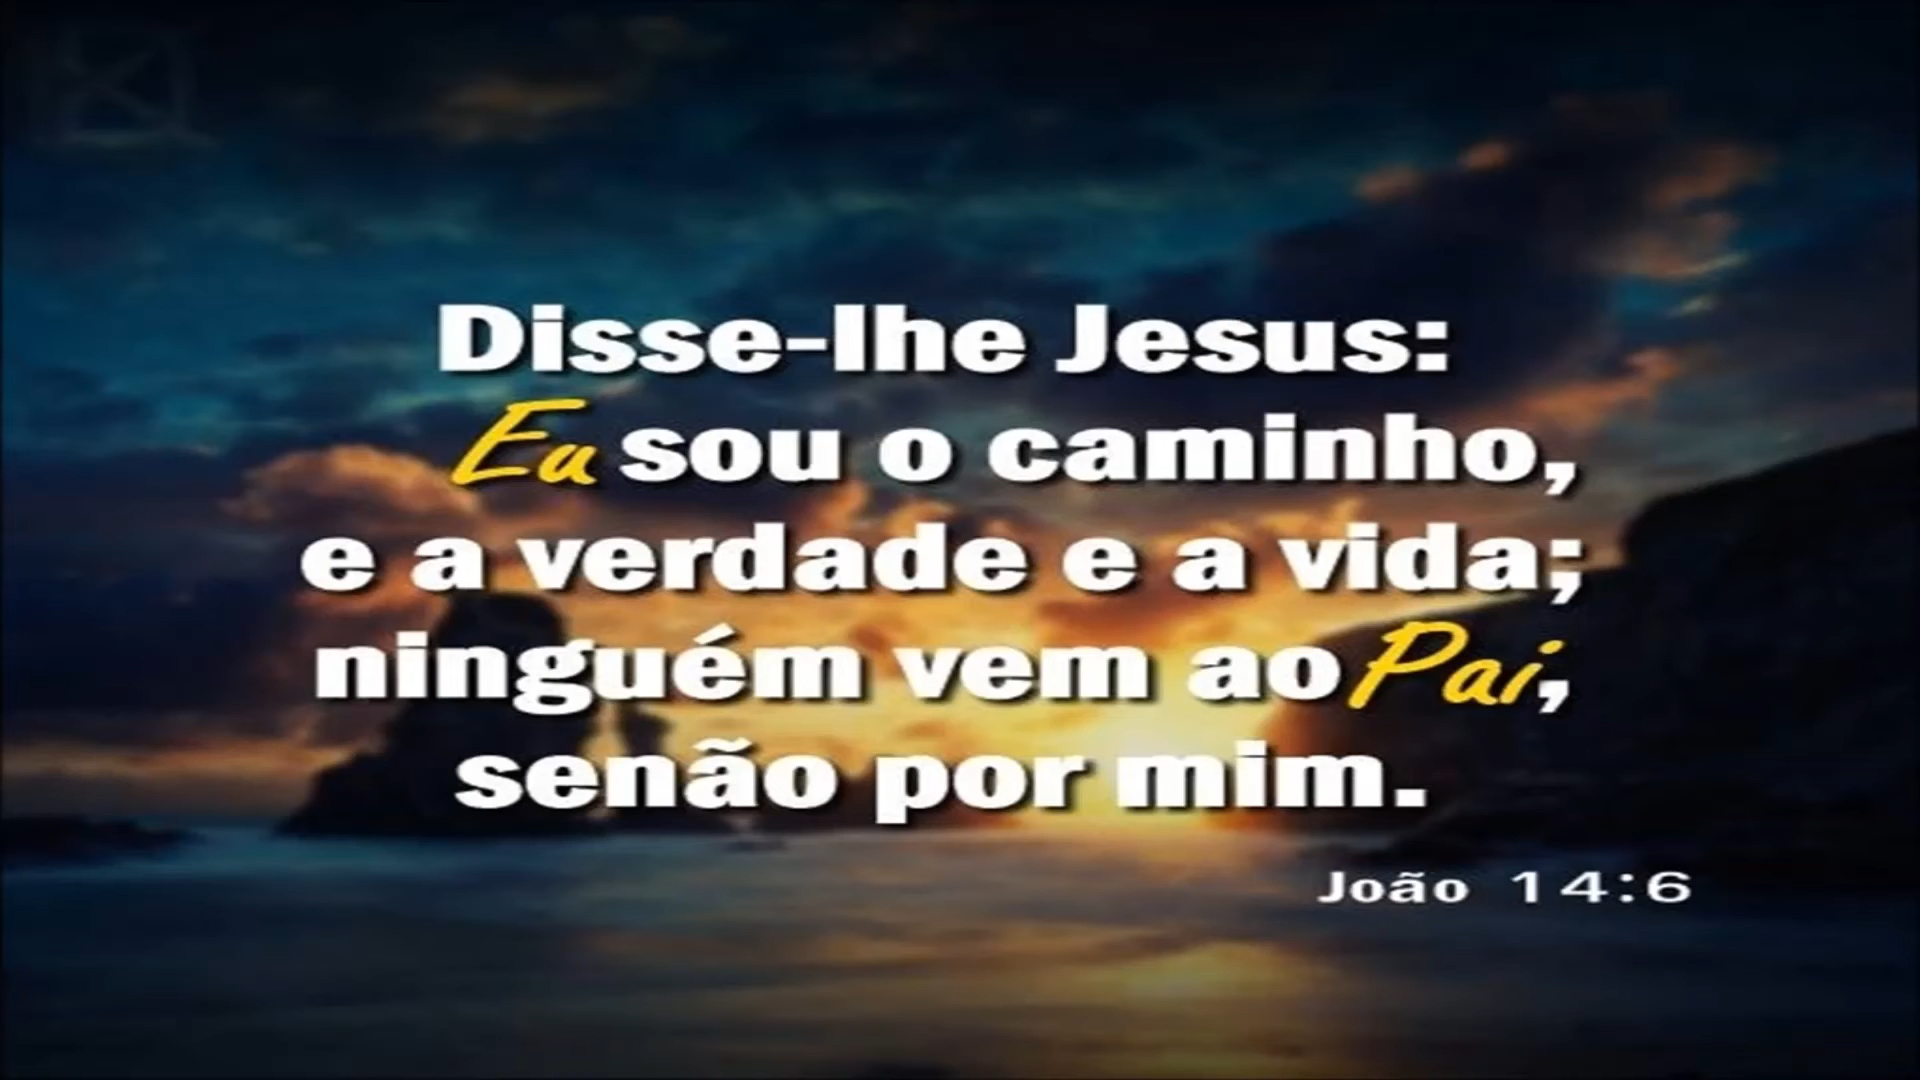 Disse-lhe Jesus:
Eu sou o caminho,
e a verdade e a vida;
ninguém vem ao Pai,
senão por mim.
João 14:6